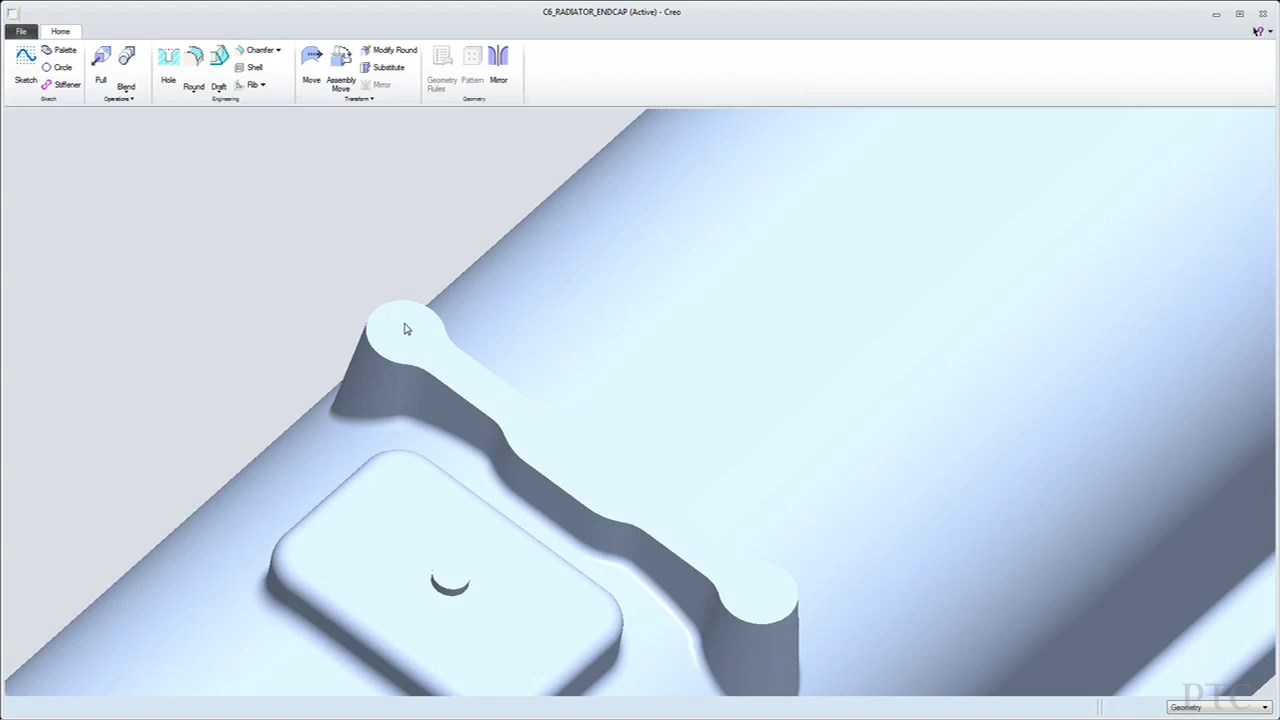 C6_RADIATOR_ENDCAP (Active) - Creo
File Home
Sketch
Palette
Circle
Stiffener
Sketch
Pull
Blend
Operations
Hole
Round
Draft
Chamfer
Shell
Rib
Engineering
Move
Assembly
Move
Modify Round
Substitute
Mirror
Transform
Geometry
Rules
Pattern
Mirror
Geometry
PTC
Geometry